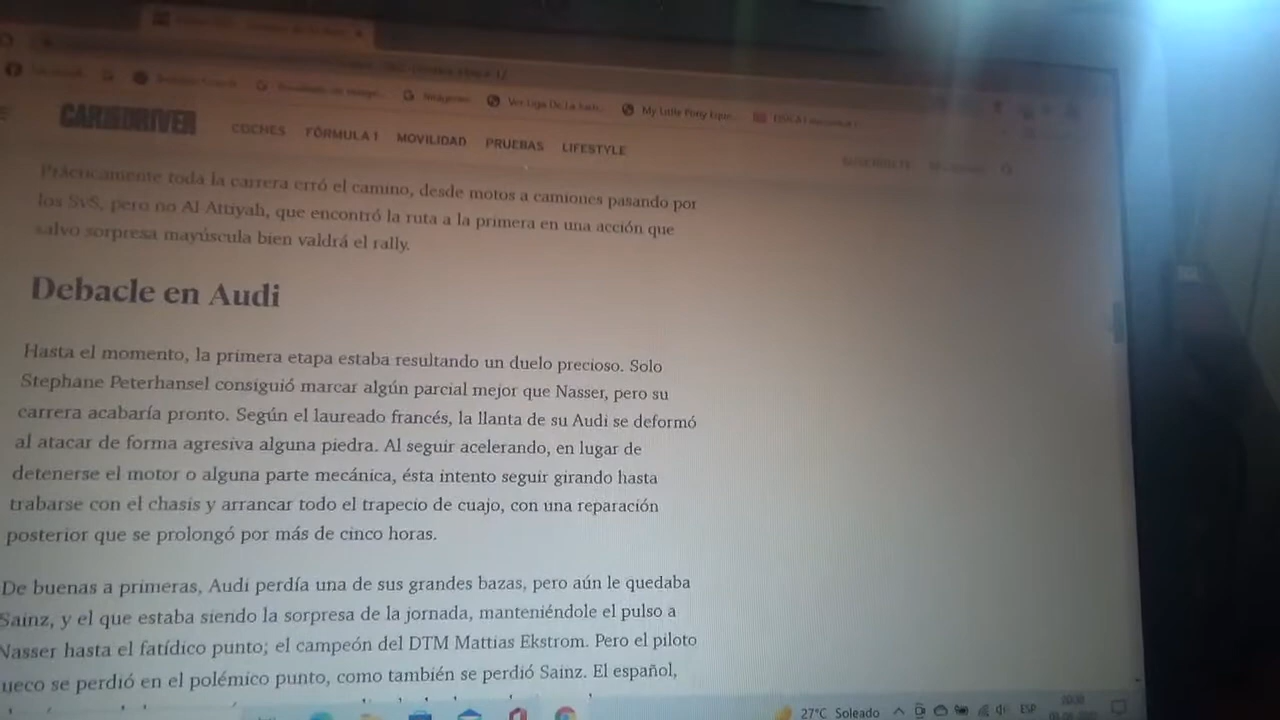 My Little Pony Eque...
CAR AND DRIVER
COCHES FÓRMULA 1 MOVILIDAD PRUEBAS LIFESTYLE
Prácticamente toda la carrera erró el camino, desde motos a camiones pasando por
los SvS, pero no Al Attiyah, que encontró la ruta a la primera en una acción que
salvo sorpresa mayúscula bien valdrá el rally.
Debacle en Audi
Hasta el momento, la primera etapa estaba resultando un duelo precioso. Solo
Stephane Peterhansel consiguió marcar algún parcial mejor que Nasser, pero su
carrera acabaría pronto. Según el laureado francés, la llanta de su Audi se deformó
al atacar de forma agresiva alguna piedra. Al seguir acelerando, en lugar de
detenerse el motor o alguna parte mecánica, ésta intento seguir girando hasta
trabarse con el chasis y arrancar todo el trapecio de cuajo, con una reparación
posterior que se prolongó por más de cinco horas.
De buenas a primeras, Audi perdía una de sus grandes bazas, pero aún le quedaba
Sainz, y el que estaba siendo la sorpresa de la jornada, manteniéndole el pulso a
Nasser hasta el fatídico punto; el campeón del DTM Mattias Ekstrom. Pero el piloto
ueco se perdió en el polémico punto, como también se perdió Sainz. El español,
27°C Soleado ESP